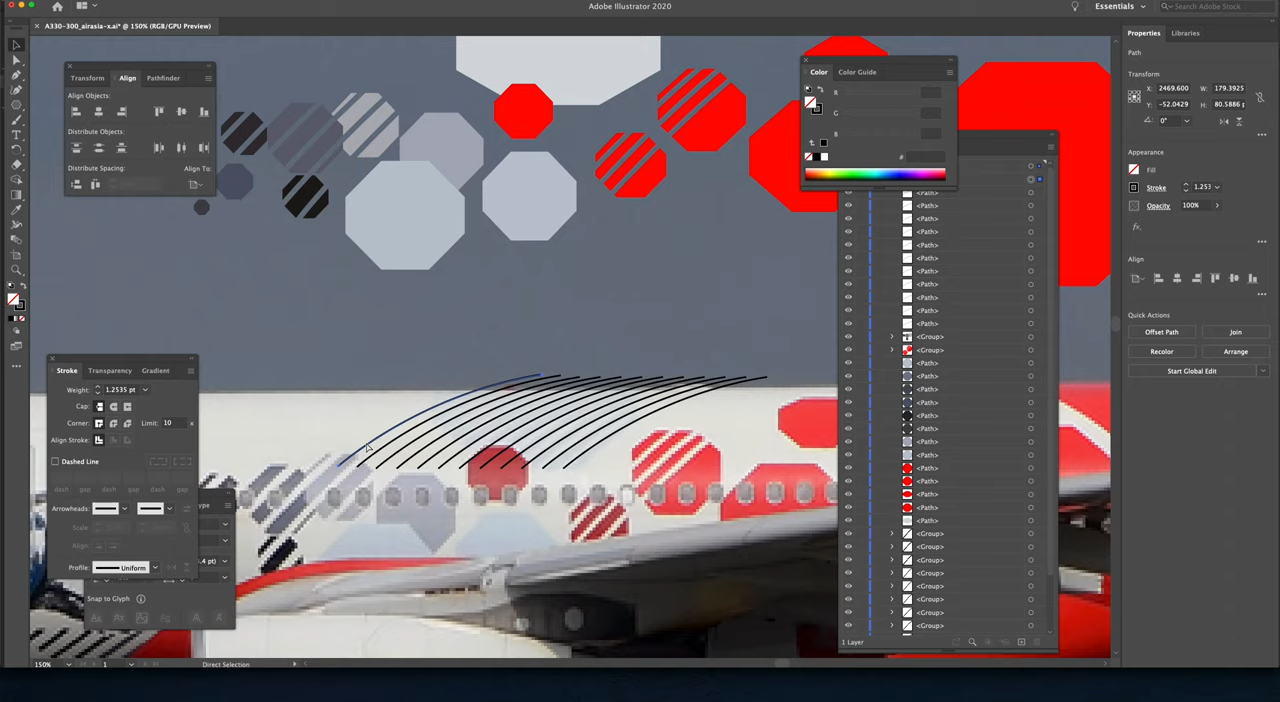 Adobe Illustrator 2020
Essentials
Search Adobe Stock
× A330-300_airasia-x.ai* @ 150% (RGB/GPU Preview)
Properties
Libraries
Path
Transform
X: 2469.600
W: 179.3925
Y: -52.0429
H: 80.5886 p
0°
Appearance
Fill
Stroke
1.253
Opacity
100%
fx.
Align
Quick Actions
Offset Path
Join
Recolor
Arrange
Start Global Edit
Transform
Align
Pathfinder
Align Objects:
Distribute Objects:
Distribute Spacing:
Align To:
Color
Color Guide
R
G
B
#
<Path>
<Path>
<Path>
<Path>
<Path>
<Path>
<Path>
<Path>
<Path>
<Path>
<Path>
<Group>
<Group>
<Path>
<Path>
<Path>
<Path>
<Path>
<Path>
<Path>
<Path>
<Path>
<Path>
<Path>
<Path>
<Path>
<Group>
<Group>
<Group>
<Group>
<Group>
<Group>
<Group>
<Group>
1 Layer
Stroke
Transparency
Gradient
Weight:
1.2535 pt
Cap:
Corner:
Limit: 10
x
Align Stroke:
Dashed Line
dash
gap
dash
gap
dash
gap
Arrowheads:
Scale:
Align:
Profile:
Uniform
Snap to Glyph
150%
1
Direct Selection